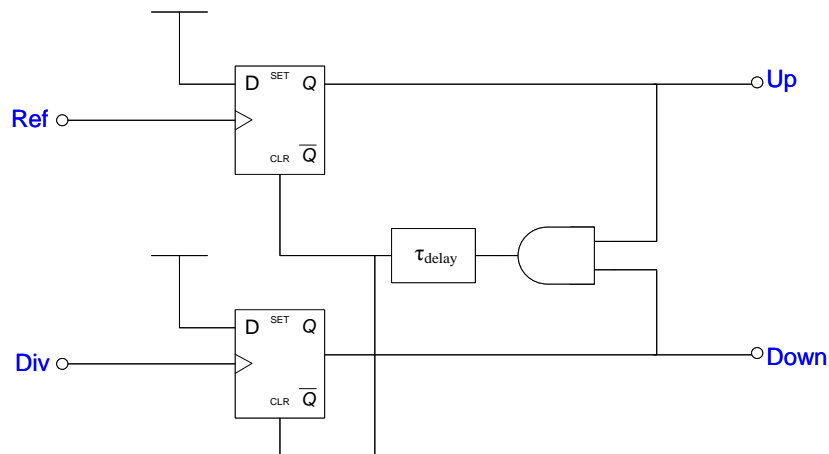 D SET Q
Up
Ref
CLR Q̅
τdelay
D SET Q
Div
Down
CLR Q̅